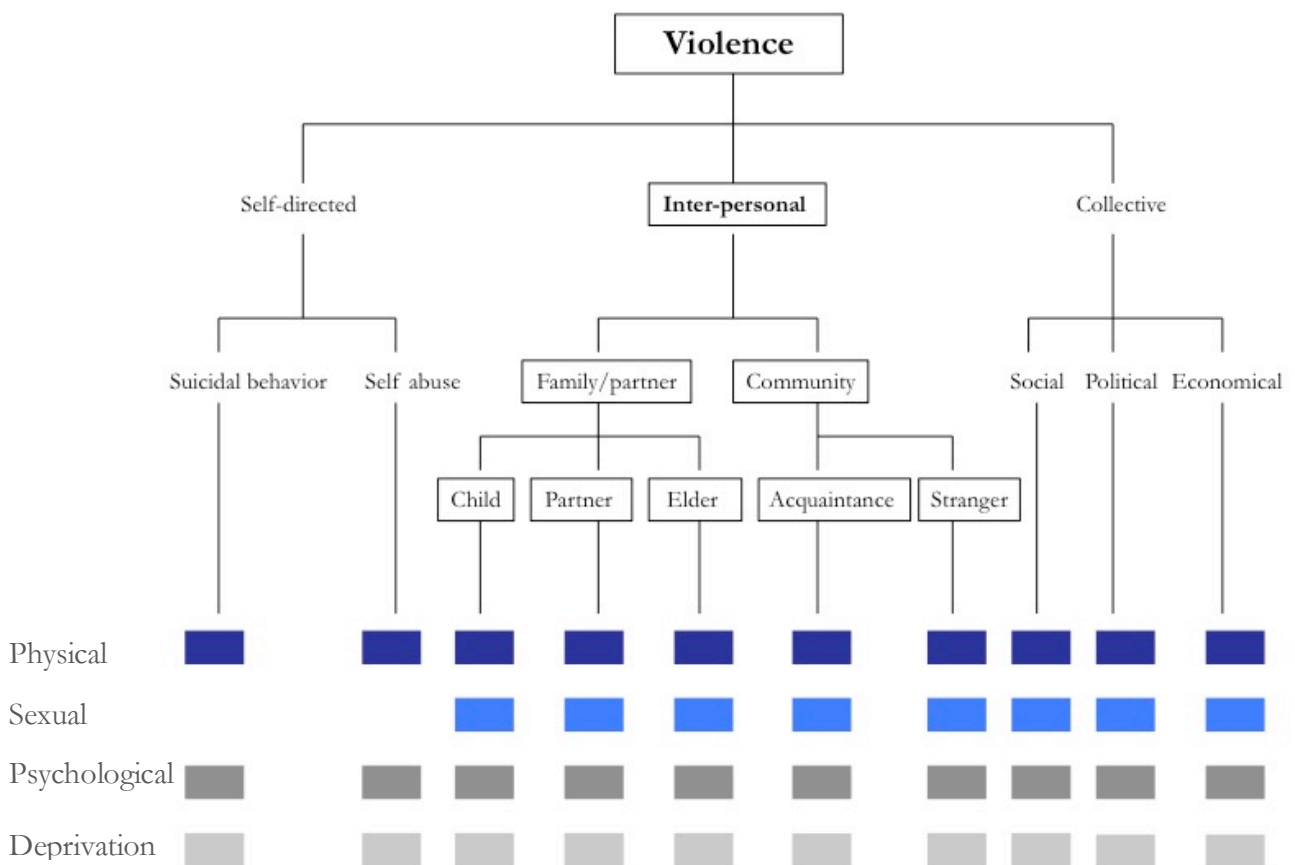 Violence
Self-directed
Inter-personal
Collective
Suicidal behavior
Self abuse
Family/partner
Community
Social
Political
Economical
Child
Partner
Elder
Acquaintance
Stranger
Physical
Sexual
Psychological
Deprivation